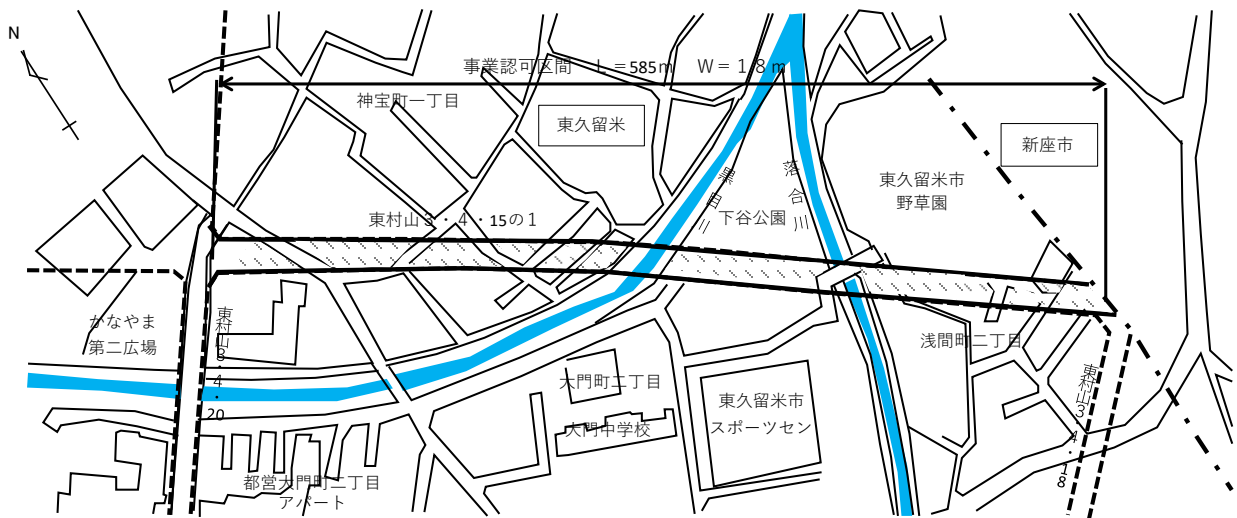 N
事業認可区間 L=585m W=18m
神宝町一丁目
東久留米
新座市
黒目川
落合川
東久留米市
野草園
下谷公園
東村山3・4・15の1
かなやま
第二広場
東村山3・4・20
浅間町二丁目
大門町二丁目
大門中学校
東久留米市
スポーツセン
東村山3・4・18
都営大門町二丁目
アパート